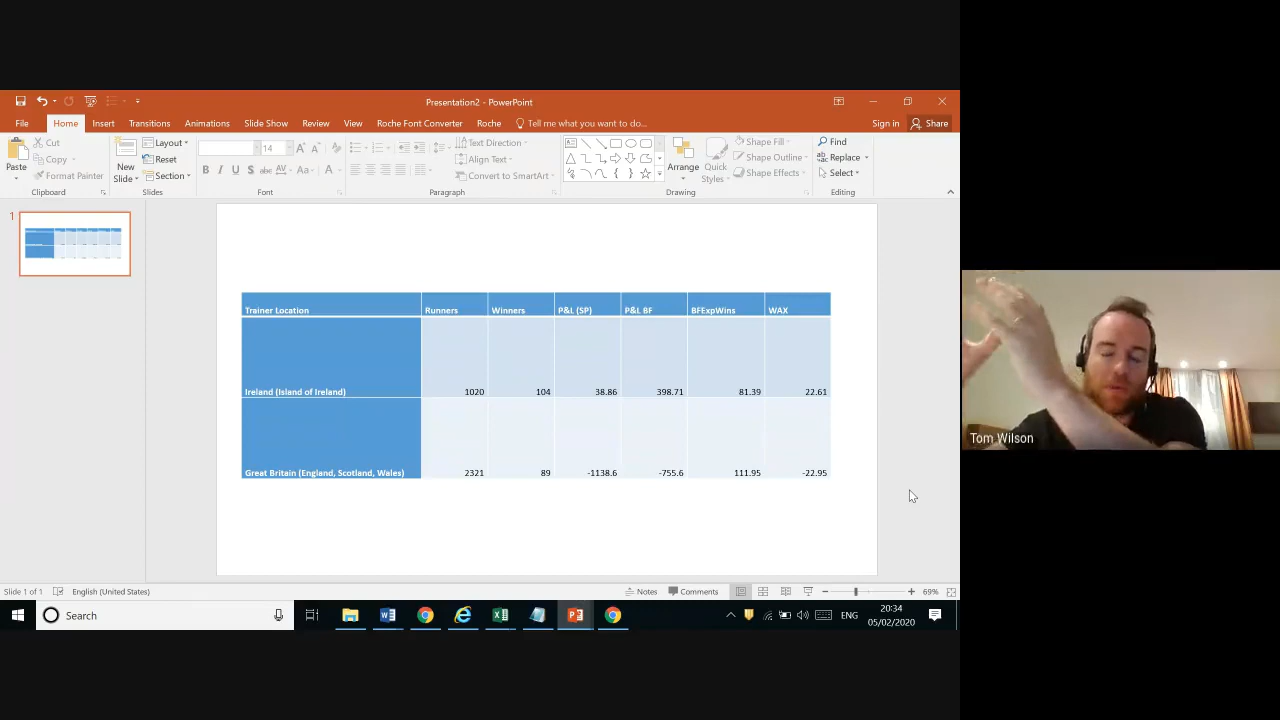 Presentation2 - PowerPoint
File Home Insert Transitions Animations Slide Show Review View Roche Font Converter Roche Tell me what you want to do... Sign in Share
Paste
Cut
Copy
Format Painter
Clipboard
New
Slide
Layout
Reset
Section
Slides
14
B I U S abc AV Aa A
Font
Text Direction
Align Text
Convert to SmartArt
Paragraph
Arrange
Quick
Styles
Shape Fill
Shape Outline
Shape Effects
Drawing
Find
Replace
Select
Editing
1
Trainer Location Runners Winners P&L (SP) P&L BF BFExpWins WAX
Ireland (Island of Ireland) 1020 104 38.86 398.71 81.39 22.61
Great Britain (England, Scotland, Wales) 2321 89 -1138.6 -755.6 111.95 -22.95
Tom Wilson
Slide 1 of 1 English (United States) Notes Comments 69%
Search
ENG
20:34
05/02/2020